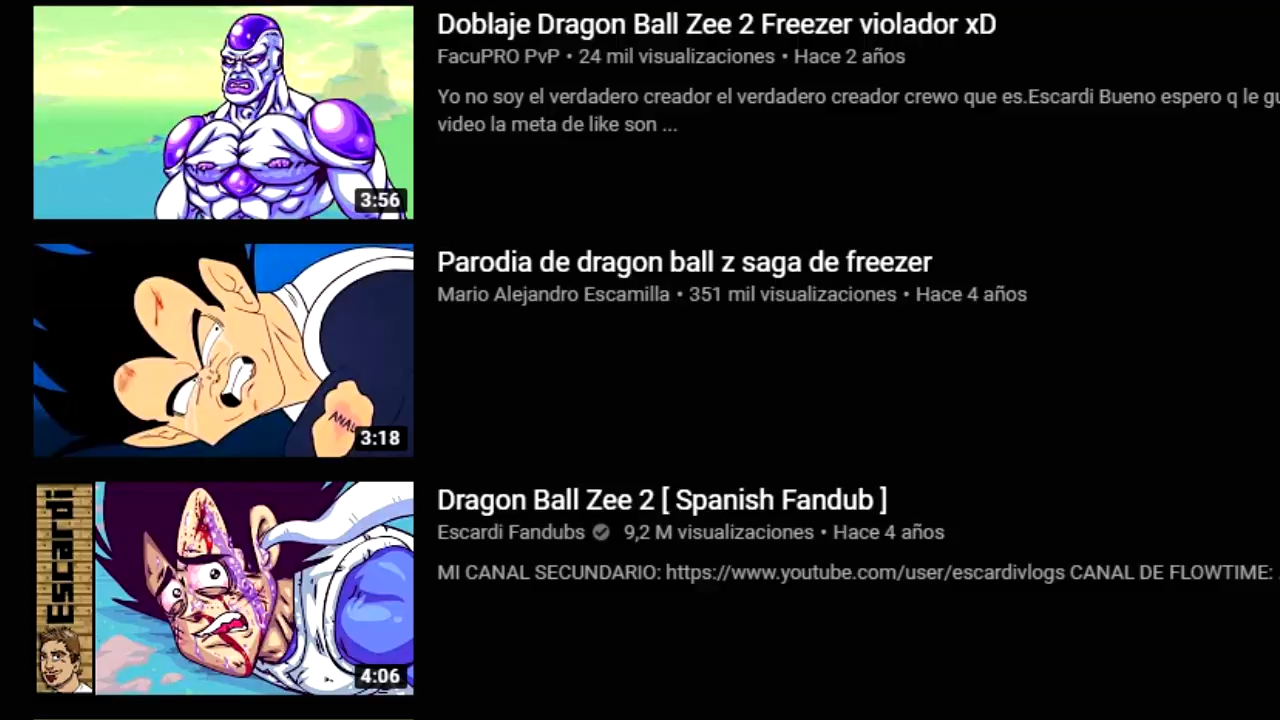 Doblaje Dragon Ball Zee 2 Freezer violador xD
FacuPRO PvP • 24 mil visualizaciones • Hace 2 años
Yo no soy el verdadero creador el verdadero creador crewo que es.Escardi Bueno espero q le gu
video la meta de like son ...
3:56
Parodia de dragon ball z saga de freezer
Mario Alejandro Escamilla • 351 mil visualizaciones • Hace 4 años
ANAL
3:18
Dragon Ball Zee 2 [ Spanish Fandub ]
Escardi Fandubs 9,2 M visualizaciones • Hace 4 años
MI CANAL SECUNDARIO: https://www.youtube.com/user/escardivlogs CANAL DE FLOWTIME:
Escardi
4:06